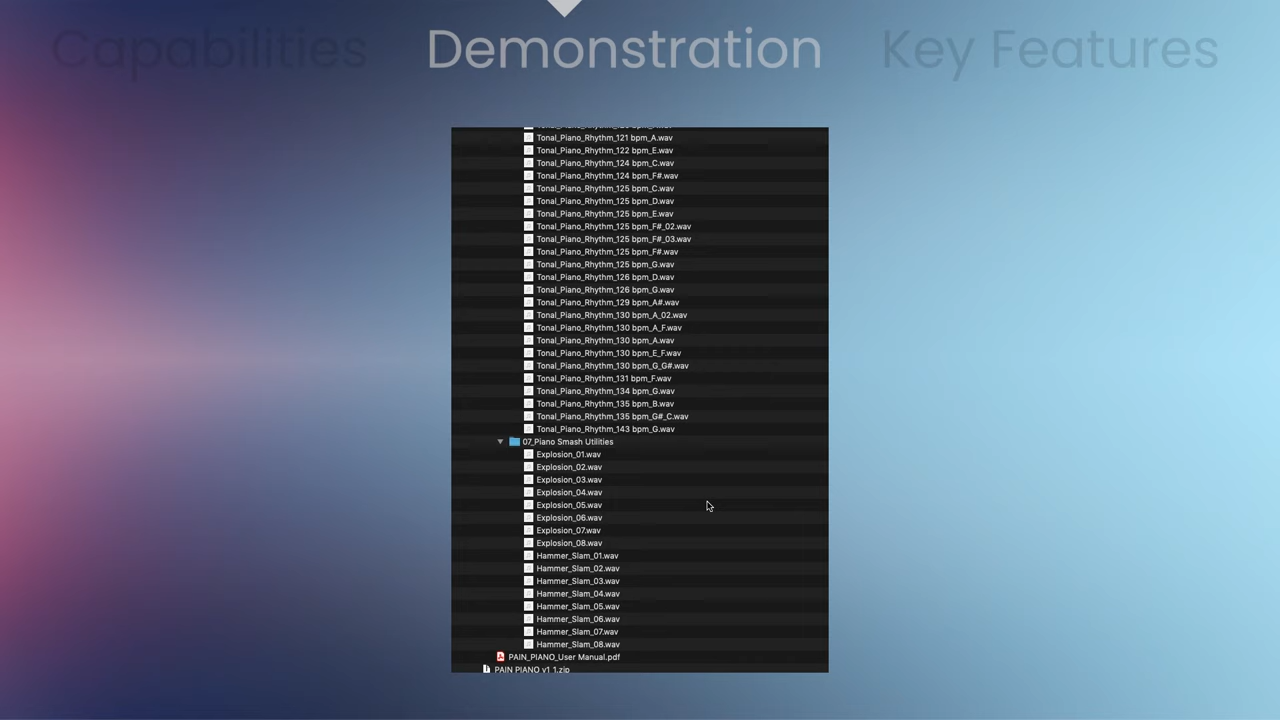 Capabilities
Demonstration
Key Features
Tonal_Piano_Rhythm_121 bpm_A.wav
Tonal_Piano_Rhythm_122 bpm_E.wav
Tonal_Piano_Rhythm_124 bpm_C.wav
Tonal_Piano_Rhythm_124 bpm_F#.wav
Tonal_Piano_Rhythm_125 bpm_C.wav
Tonal_Piano_Rhythm_125 bpm_D.wav
Tonal_Piano_Rhythm_125 bpm_E.wav
Tonal_Piano_Rhythm_125 bpm_F#_02.wav
Tonal_Piano_Rhythm_125 bpm_F#_03.wav
Tonal_Piano_Rhythm_125 bpm_F#.wav
Tonal_Piano_Rhythm_125 bpm_G.wav
Tonal_Piano_Rhythm_126 bpm_D.wav
Tonal_Piano_Rhythm_126 bpm_G.wav
Tonal_Piano_Rhythm_129 bpm_A#.wav
Tonal_Piano_Rhythm_130 bpm_A_02.wav
Tonal_Piano_Rhythm_130 bpm_A_F.wav
Tonal_Piano_Rhythm_130 bpm_A.wav
Tonal_Piano_Rhythm_130 bpm_E_F.wav
Tonal_Piano_Rhythm_130 bpm_G_G#.wav
Tonal_Piano_Rhythm_131 bpm_F.wav
Tonal_Piano_Rhythm_134 bpm_G.wav
Tonal_Piano_Rhythm_135 bpm_B.wav
Tonal_Piano_Rhythm_135 bpm_G#_C.wav
Tonal_Piano_Rhythm_143 bpm_G.wav
07_Piano Smash Utilities
Explosion_01.wav
Explosion_02.wav
Explosion_03.wav
Explosion_04.wav
Explosion_05.wav
Explosion_06.wav
Explosion_07.wav
Explosion_08.wav
Hammer_Slam_01.wav
Hammer_Slam_02.wav
Hammer_Slam_03.wav
Hammer_Slam_04.wav
Hammer_Slam_05.wav
Hammer_Slam_06.wav
Hammer_Slam_07.wav
Hammer_Slam_08.wav
PAIN_PIANO_User Manual.pdf
PAIN PIANO v1 1.zip